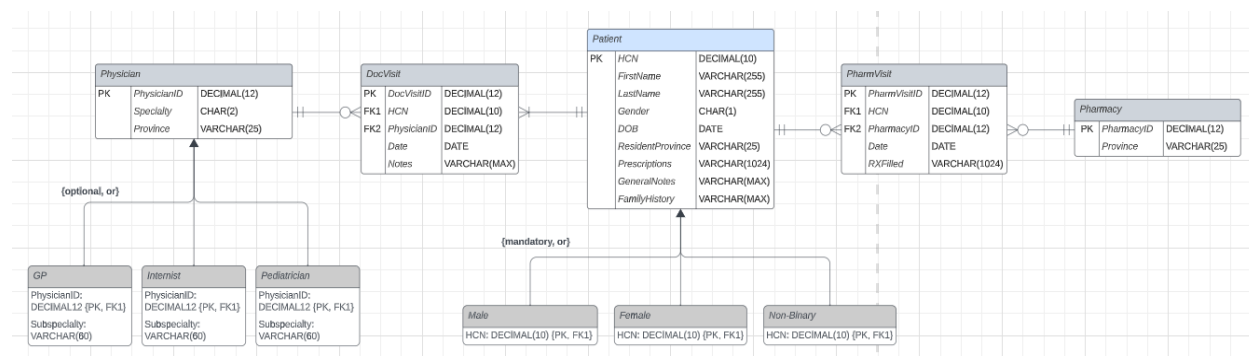 Physician
PK PhysicianID DECIMAL(12)
Specialty CHAR(2)
Province VARCHAR(25)
DocVisit
PK DocVisitID DECIMAL(12)
FK1 HCN DECIMAL(10)
FK2 PhysicianID DECIMAL(12)
Date DATE
Notes VARCHAR(MAX)
Patient
PK HCN DECIMAL(10)
FirstName VARCHAR(255)
LastName VARCHAR(255)
Gender CHAR(1)
DOB DATE
ResidentProvince VARCHAR(25)
Prescriptions VARCHAR(1024)
GeneralNotes VARCHAR(MAX)
FamilyHistory VARCHAR(MAX)
PharmVisit
PK PharmVisitID DECIMAL(12)
FK1 HCN DECIMAL(10)
FK2 PharmacyID DECIMAL(12)
Date DATE
RXFilled VARCHAR(1024)
Pharmacy
PK PharmacyID DECIMAL(12)
Province VARCHAR(25)
{optional, or}
GP
PhysicianID:
DECIMAL12 {PK, FK1}
Subspecialty:
VARCHAR(60)
Internist
PhysicianID:
DECIMAL12 {PK, FK1}
Subspecialty:
VARCHAR(60)
Pediatrician
PhysicianID:
DECIMAL12 {PK, FK1}
Subspecialty:
VARCHAR(60)
{mandatory, or}
Male
HCN: DECIMAL(10) {PK, FK1}
Female
HCN: DECIMAL(10) {PK, FK1}
Non-Binary
HCN: DECIMAL(10) {PK, FK1}